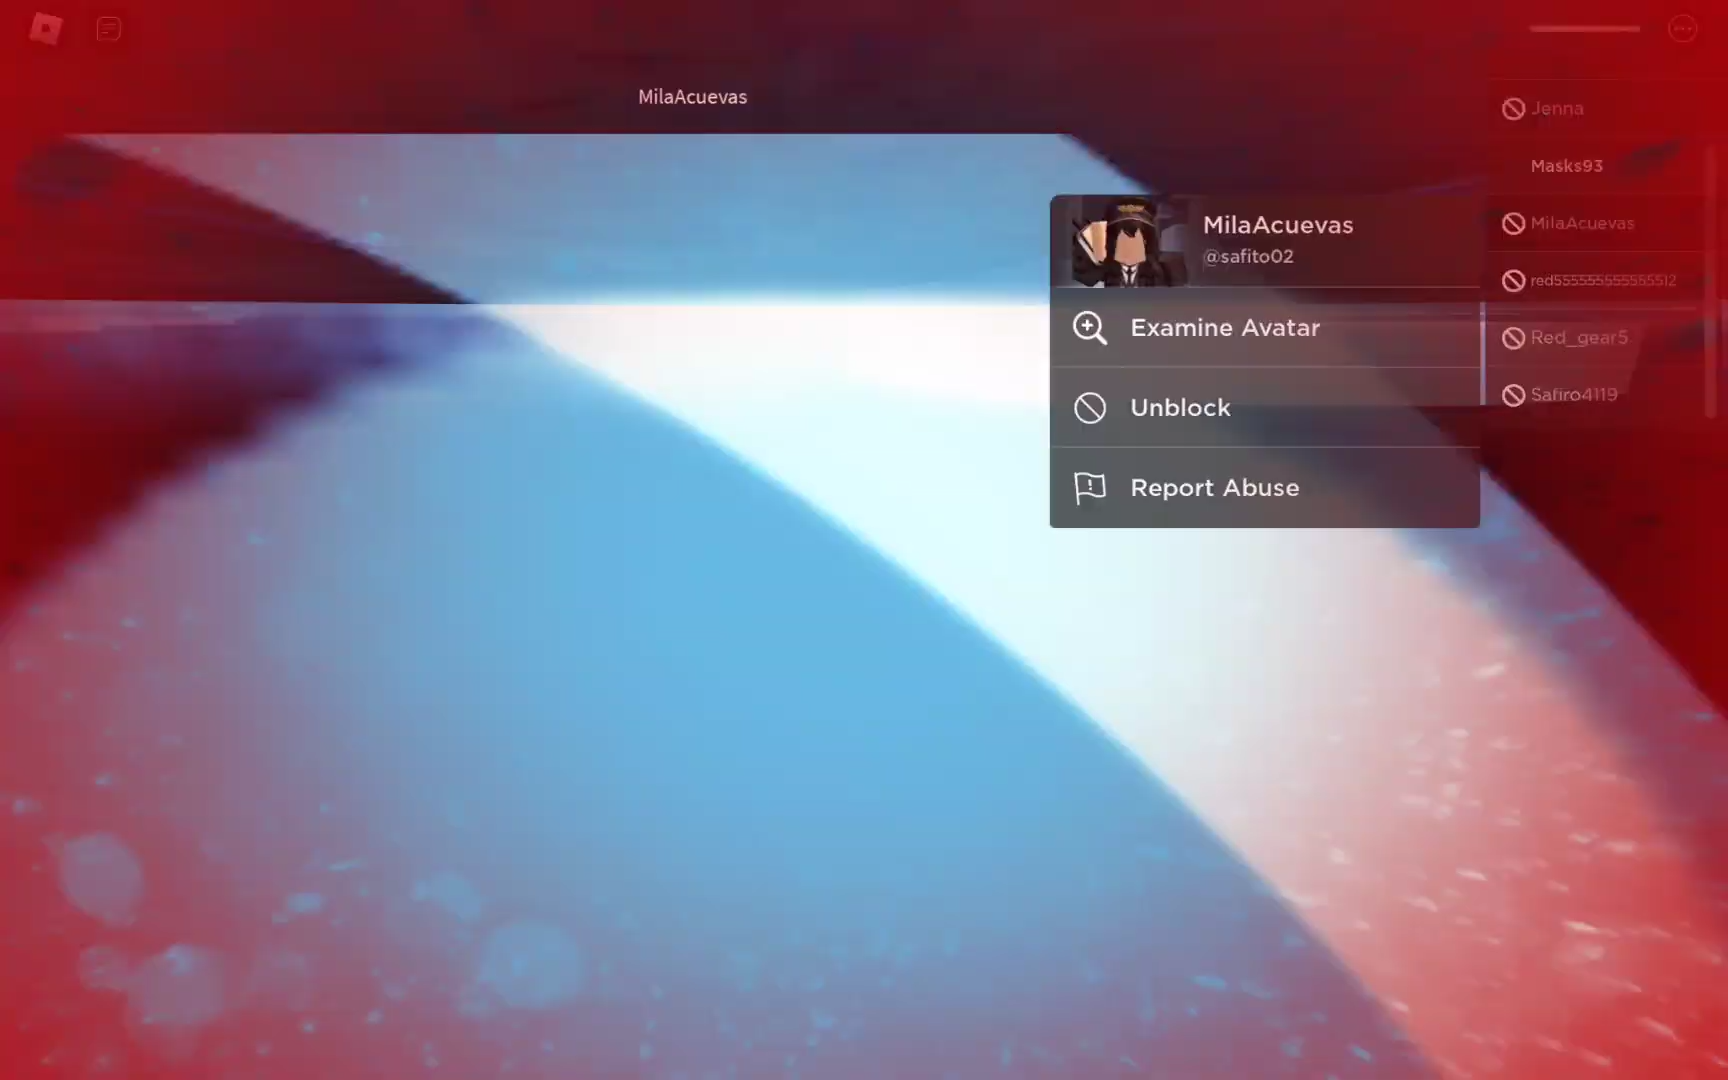 MilaAcuevas
Jenna
Masks93
MilaAcuevas
@safito02
MilaAcuevas
Examine Avatar
Red_gear5
Unblock
Safiro4119
Report Abuse